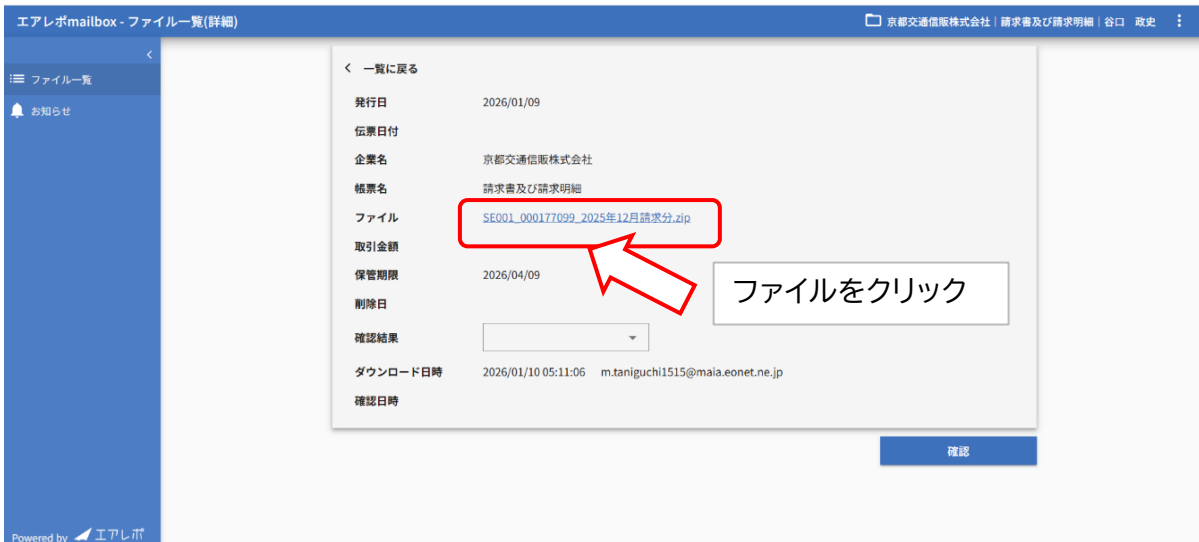 エアレポmailbox - ファイル一覧(詳細)
京都交通信販株式会社 | 請求書及び請求明細 | 谷口 政史
ファイル一覧
お知らせ
一覧に戻る
発行日 2026/01/09
伝票日付
企業名 京都交通信販株式会社
帳票名 請求書及び請求明細
ファイル SE001_000177099_2025年12月請求分.zip
取引金額
保管期限 2026/04/09
ファイルをクリック
削除日
確認結果
ダウンロード日時 2026/01/10 05:11:06 m.taniguchi1515@maia.eonet.ne.jp
確認日時
確認
Powered by エアレポ